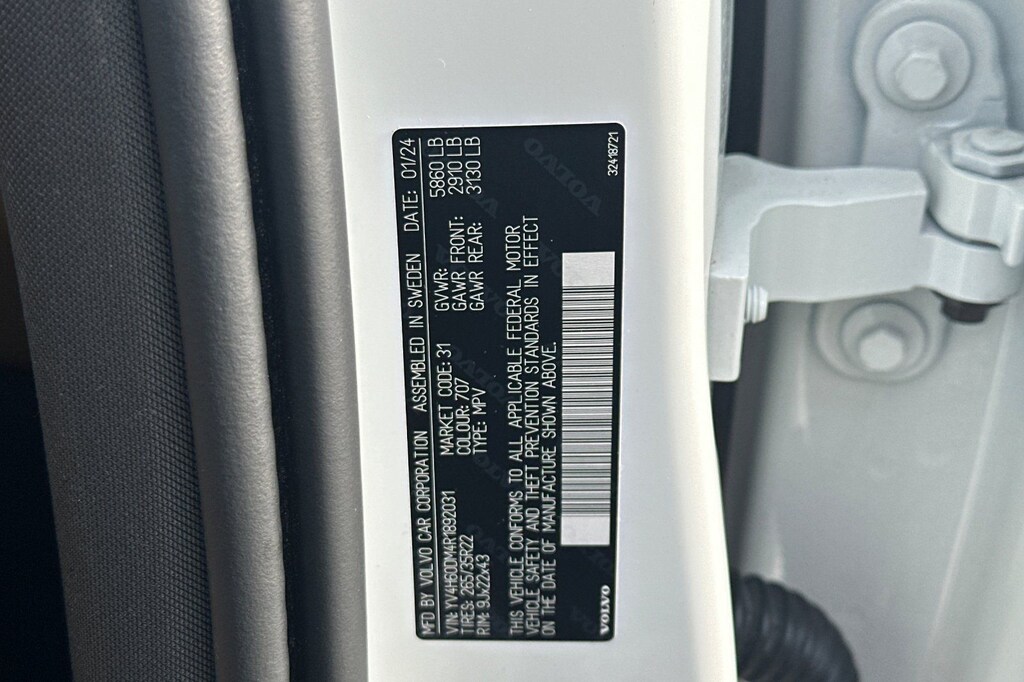 MFD BY VOLVO CAR CORPORATION ASSEMBLED IN SWEDEN DATE: 01/24
VIN: YV4H60DM4R1892031 MARKET CODE: 31 GVWR: 5860 LB
TIRES: 265/35R22 COLOUR: 707 GAWR FRONT: 2910 LB
RIM: 9Jx22x43 TYPE: MPV GAWR REAR: 3130 LB
THIS VEHICLE CONFORMS TO ALL APPLICABLE FEDERAL MOTOR
VEHICLE SAFETY AND THEFT PREVENTION STANDARDS IN EFFECT
ON THE DATE OF MANUFACTURE SHOWN ABOVE.
VOLVO
32418721